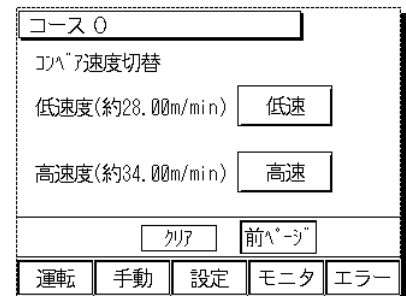 コース 0
ｺﾝﾍﾞｱ速度切替
低速度(約28.00m/min) 低速
高速度(約34.00m/min) 高速
ｸﾘｱ 前ﾍﾟｰｼﾞ
運転 手動 設定 モニタ エラー